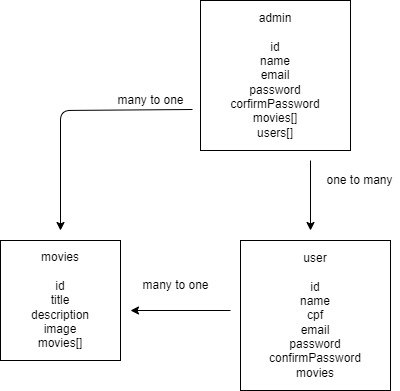 admin
id
name
email
password
corfirmPassword
movies[]
users[]
many to one
one to many
movies
id
title
description
image
movies[]
many to one
user
id
name
cpf
email
password
confirmPassword
movies